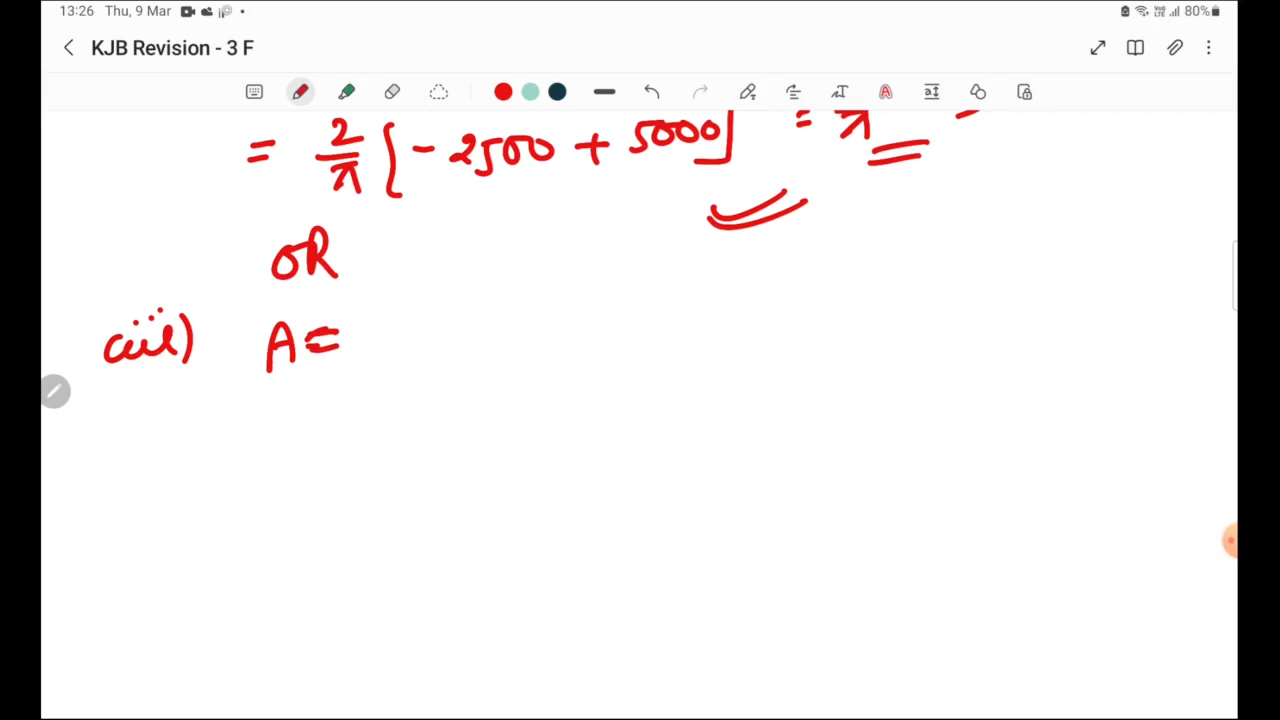 13:26 Thu, 9 Mar
80%
KJB Revision - 3 F
= 2/π [ - 2500 + 5000 ] = /π =
OR
iii) A =